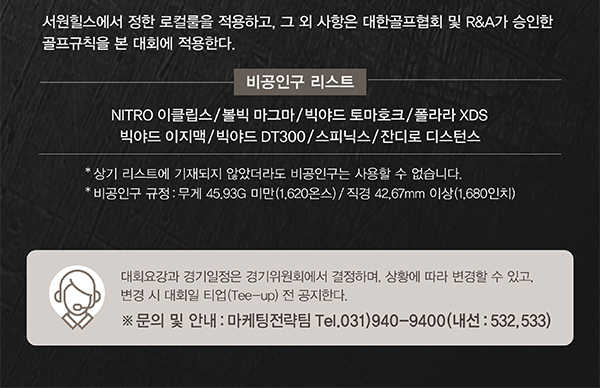 서원힐스에서 정한 로컬룰을 적용하고, 그 외 사항은 대한골프협회 및 R&A가 승인한
골프규칙을 본 대회에 적용한다.
비공인구 리스트
NITRO 이클립스/볼빅 마그마/빅야드 토마호크/폴라라 XDS
빅야드 이지맥/빅야드 DT300/스피닉스/잔디로 디스턴스
* 상기 리스트에 기재되지 않았더라도 비공인구는 사용할 수 없습니다.
* 비공인구 규정 : 무게 45.93G 미만(1,620온스) / 직경 42.67mm 이상(1,680인치)
대회요강과 경기일정은 경기위원회에서 결정하며, 상황에 따라 변경할 수 있고,
변경 시 대회일 티업(Tee-up) 전 공지한다.
※ 문의 및 안내 : 마케팅전략팀 Tel.031)940-9400(내선 : 532,533)